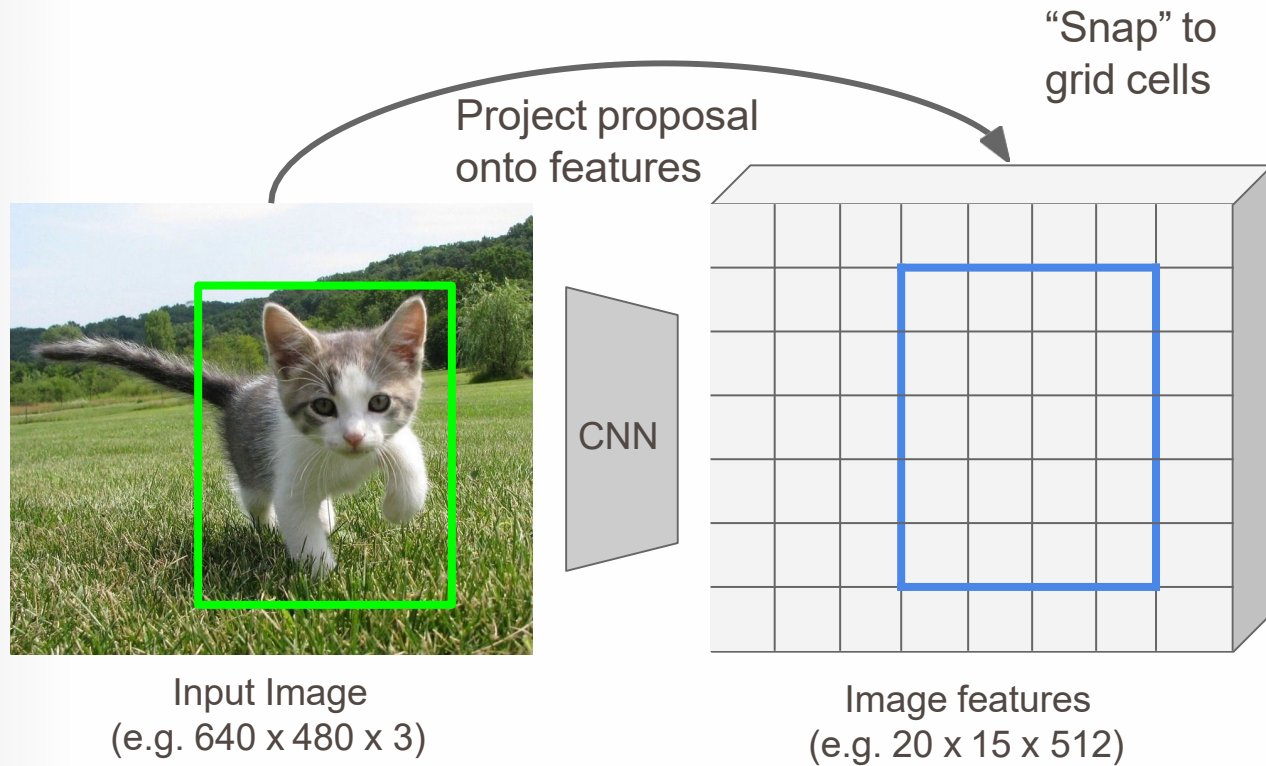 “Snap” to
grid cells
Project proposal
onto features
CNN
Input Image
(e.g. 640 x 480 x 3)
Image features
(e.g. 20 x 15 x 512)